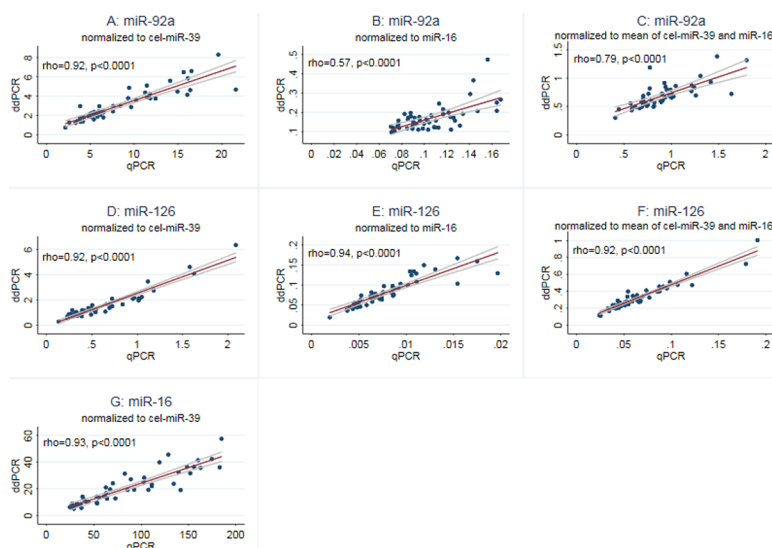 A: miR-92a
normalized to cel-miR-39
rho=0.92, p<0.0001
ddPCR
0 2 4 6 8
0 5 10 15 20
qPCR
B: miR-92a
normalized to miR-16
rho=0.57, p<0.0001
ddPCR
.1 .2 .3 .4 .5
0 .02 .04 .06 .08 .1 .12 .14 .16
qPCR
C: miR-92a
normalized to mean of cel-miR-39 and miR-16
rho=0.79, p<0.0001
ddPCR
0 .5 1 1.5
0 .5 1 1.5 2
qPCR
D: miR-126
normalized to cel-miR-39
rho=0.92, p<0.0001
ddPCR
0 2 4 6
0 .5 1 1.5 2
qPCR
E: miR-126
normalized to miR-16
rho=0.94, p<0.0001
ddPCR
0 .05 .1 .15 .2
0 .005 .01 .015 .02
qPCR
F: miR-126
normalized to mean of cel-miR-39 and miR-16
rho=0.92, p<0.0001
ddPCR
0 .2 .4 .6 .8 1
0 .05 .1 .15 .2
qPCR
G: miR-16
normalized to cel-miR-39
rho=0.93, p<0.0001
ddPCR
0 20 40 60
0 50 100 150 200
qPCR